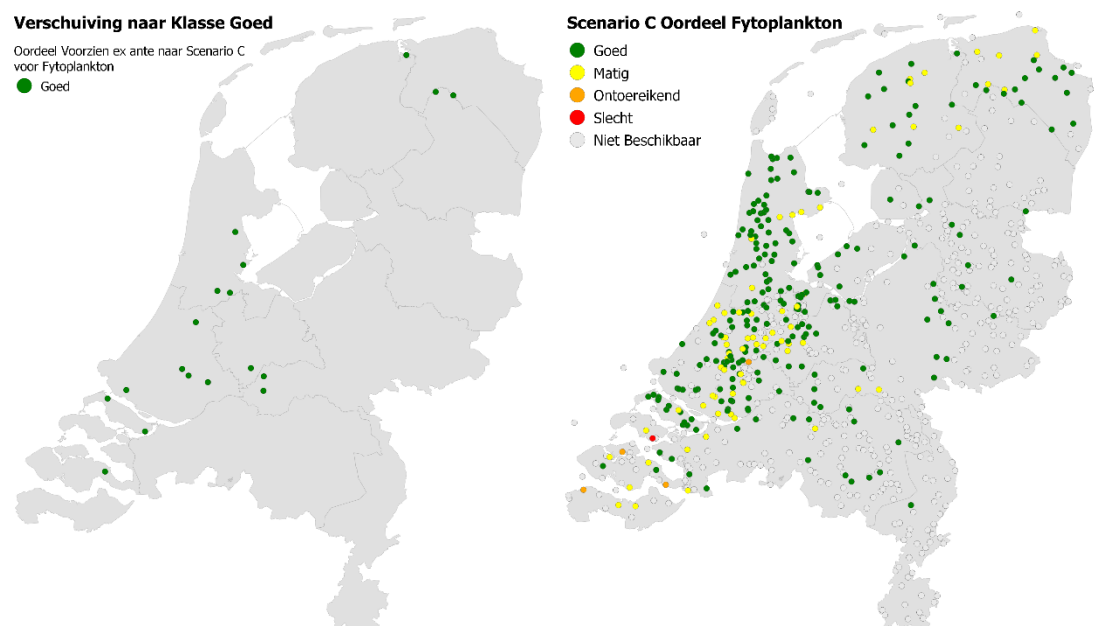 Verschuiving naar Klasse Goed
Oordeel Voorzien ex ante naar Scenario C
voor Fytoplankton
Goed
Scenario C Oordeel Fytoplankton
Goed
Matig
Ontoereikend
Slecht
Niet Beschikbaar